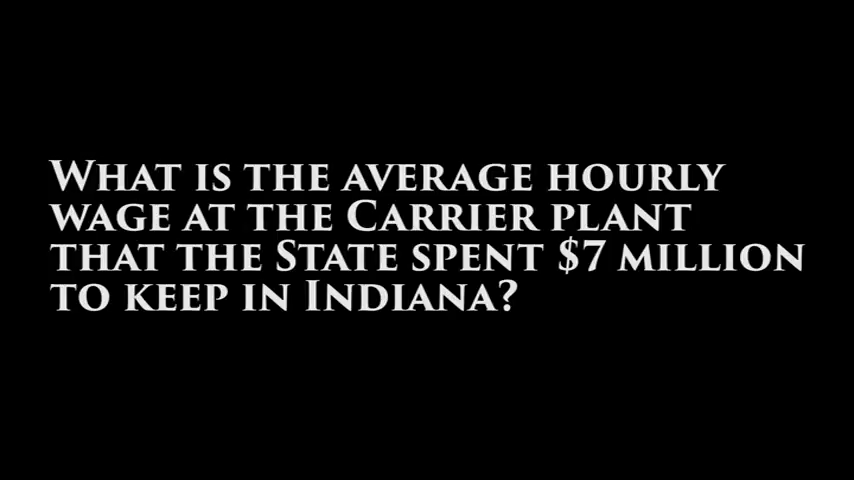 What is the average hourly
wage at the Carrier plant
that the State spent $7 million
to keep in Indiana?